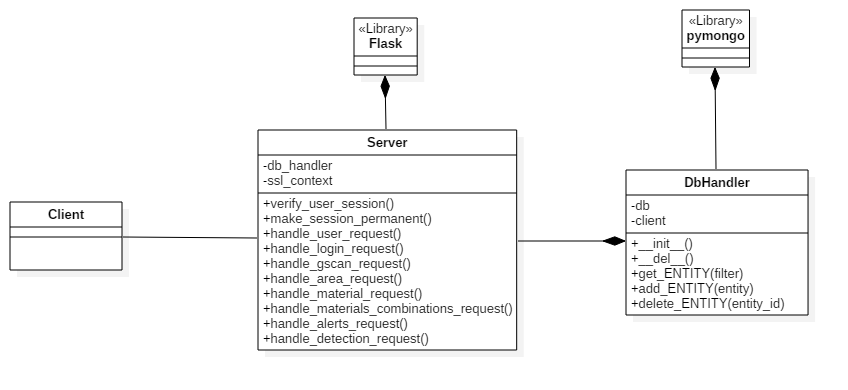 «Library»
Flask
«Library»
pymongo
Client
Server
-db_handler
-ssl_context
+verify_user_session()
+make_session_permanent()
+handle_user_request()
+handle_login_request()
+handle_gscan_request()
+handle_area_request()
+handle_material_request()
+handle_materials_combinations_request()
+handle_alerts_request()
+handle_detection_request()
DbHandler
-db
-client
+__init__()
+__del__()
+get_ENTITY(filter)
+add_ENTITY(entity)
+delete_ENTITY(entity_id)